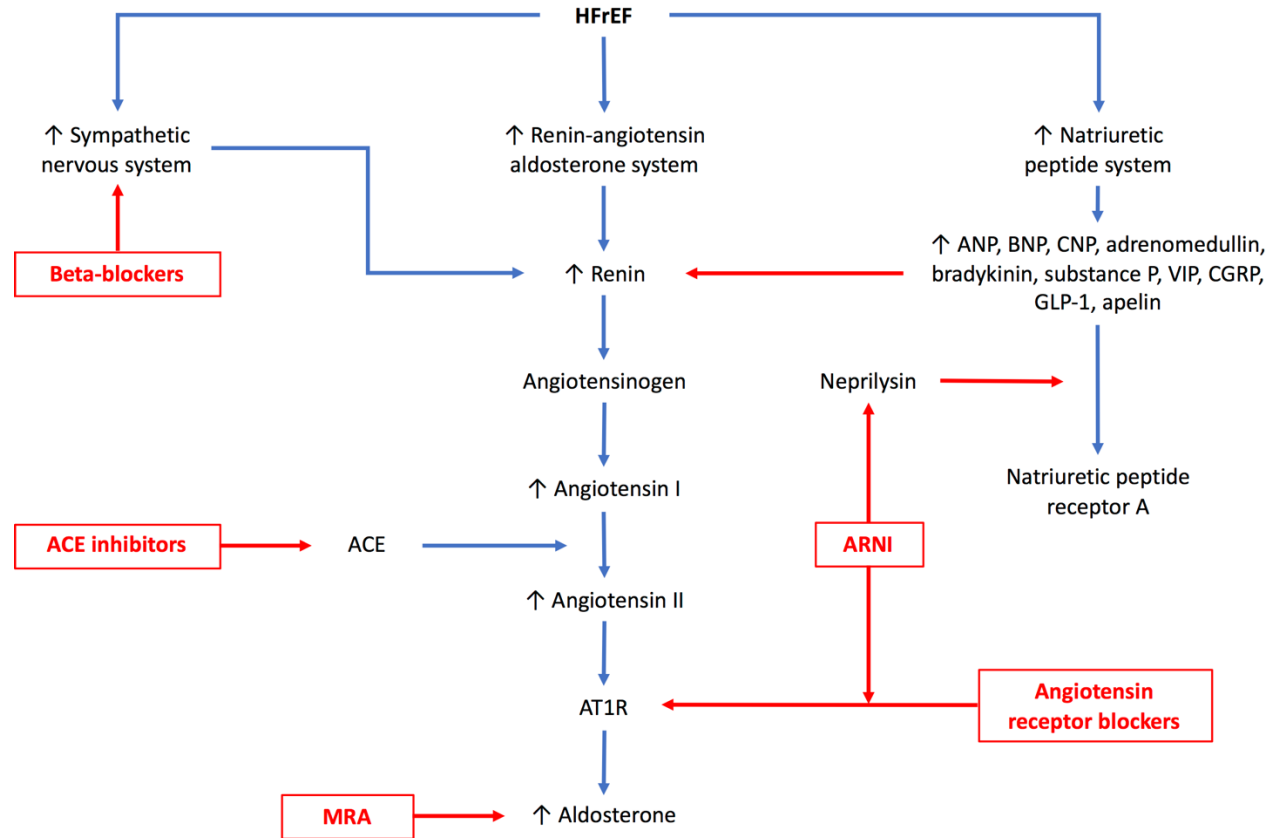 HFrEF
↑ Sympathetic
nervous system
↑ Renin-angiotensin
aldosterone system
↑ Natriuretic
peptide system
Beta-blockers
↑ Renin
↑ ANP, BNP, CNP, adrenomedullin,
bradykinin, substance P, VIP, CGRP,
GLP-1, apelin
Angiotensinogen
Neprilysin
↑ Angiotensin I
Natriuretic peptide
receptor A
ACE inhibitors
ACE
ARNI
↑ Angiotensin II
AT1R
Angiotensin
receptor blockers
MRA
↑ Aldosterone